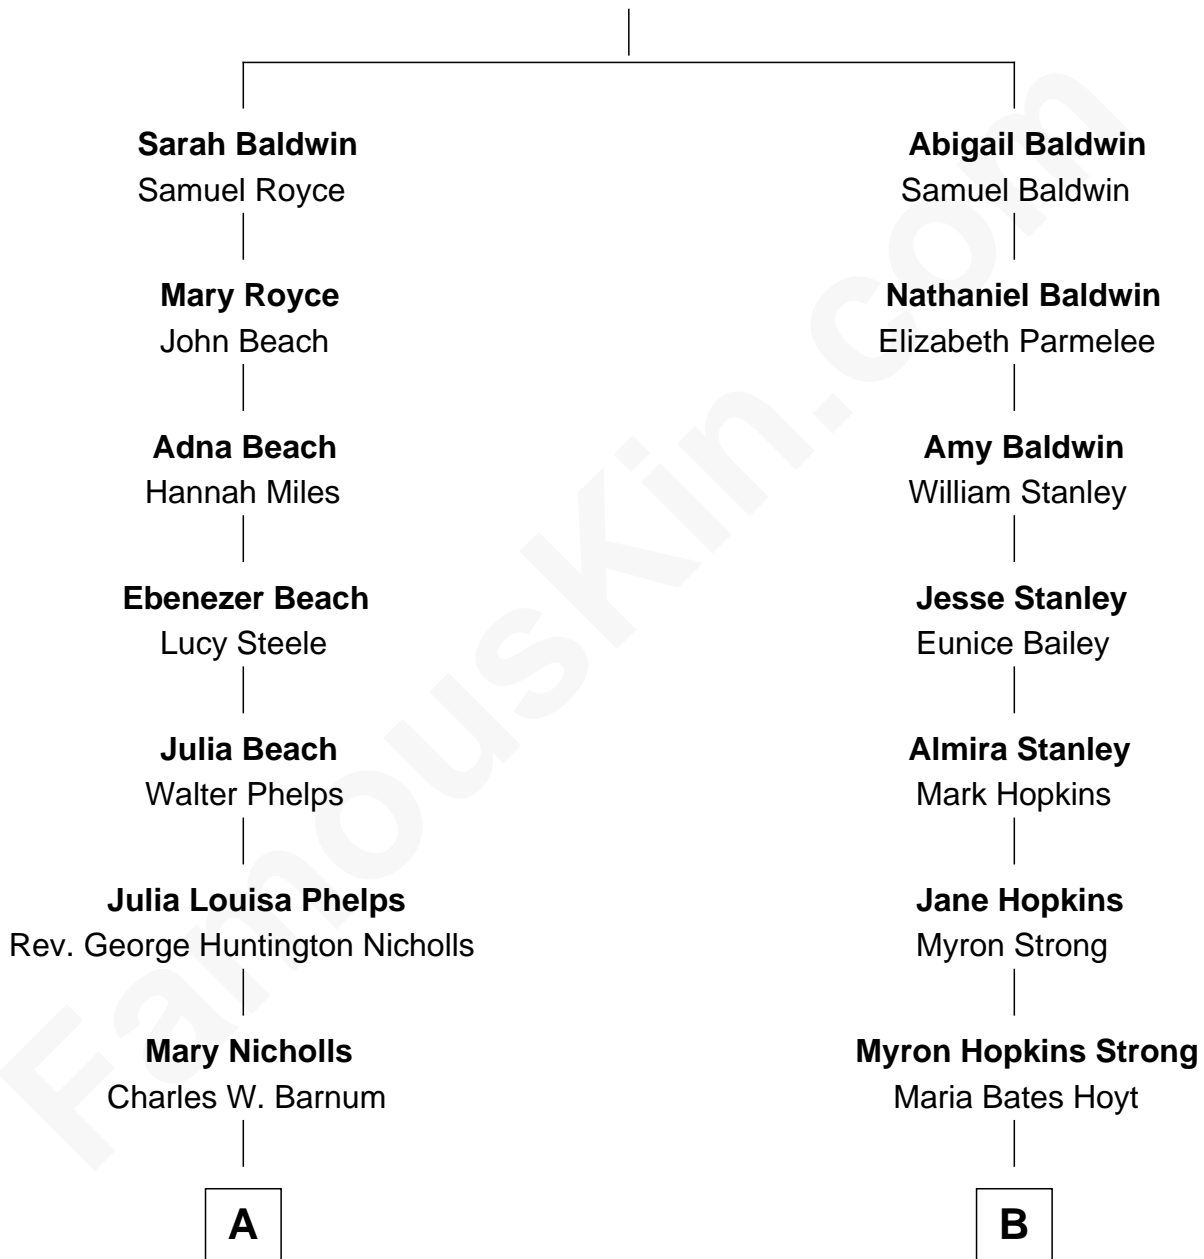 Sarah Baldwin
Samuel Royce
Mary Royce
John Beach
Adna Beach
Hannah Miles
Ebenezer Beach
Lucy Steele
Julia Beach
Walter Phelps
Julia Louisa Phelps
Rev. George Huntington Nicholls
Mary Nicholls
Charles W. Barnum
A
Abigail Baldwin
Samuel Baldwin
Nathaniel Baldwin
Elizabeth Parmelee
Amy Baldwin
William Stanley
Jesse Stanley
Eunice Bailey
Almira Stanley
Mark Hopkins
Jane Hopkins
Myron Strong
Myron Hopkins Strong
Maria Bates Hoyt
B
FamousKin.com